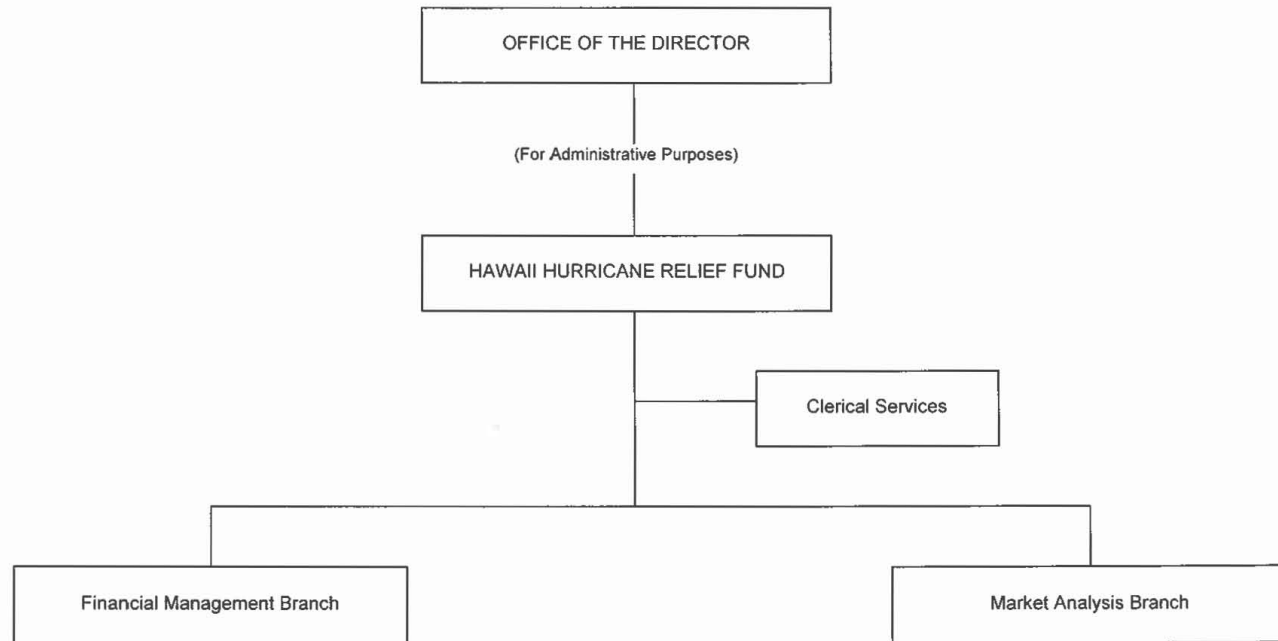 OFFICE OF THE DIRECTOR
(For Administrative Purposes)
HAWAII HURRICANE RELIEF FUND
Clerical Services
Financial Management Branch
Market Analysis Branch